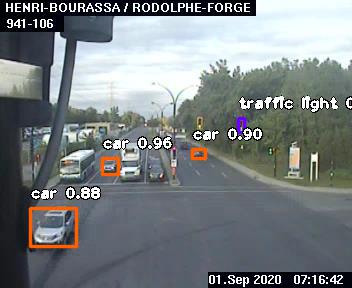 HENRI-BOURASSA / RODOLPHE-FORGE
941-106
traffic light 0
car 0.90
car 0.96
car 0.88
01.Sep 2020 07:16:42